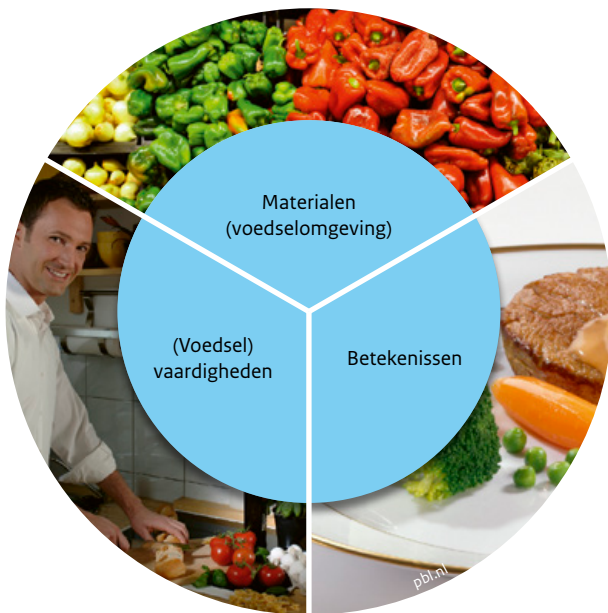 Materialen
(voedselomgeving)
(Voedsel)
vaardigheden
Betekenissen
pbl.nl